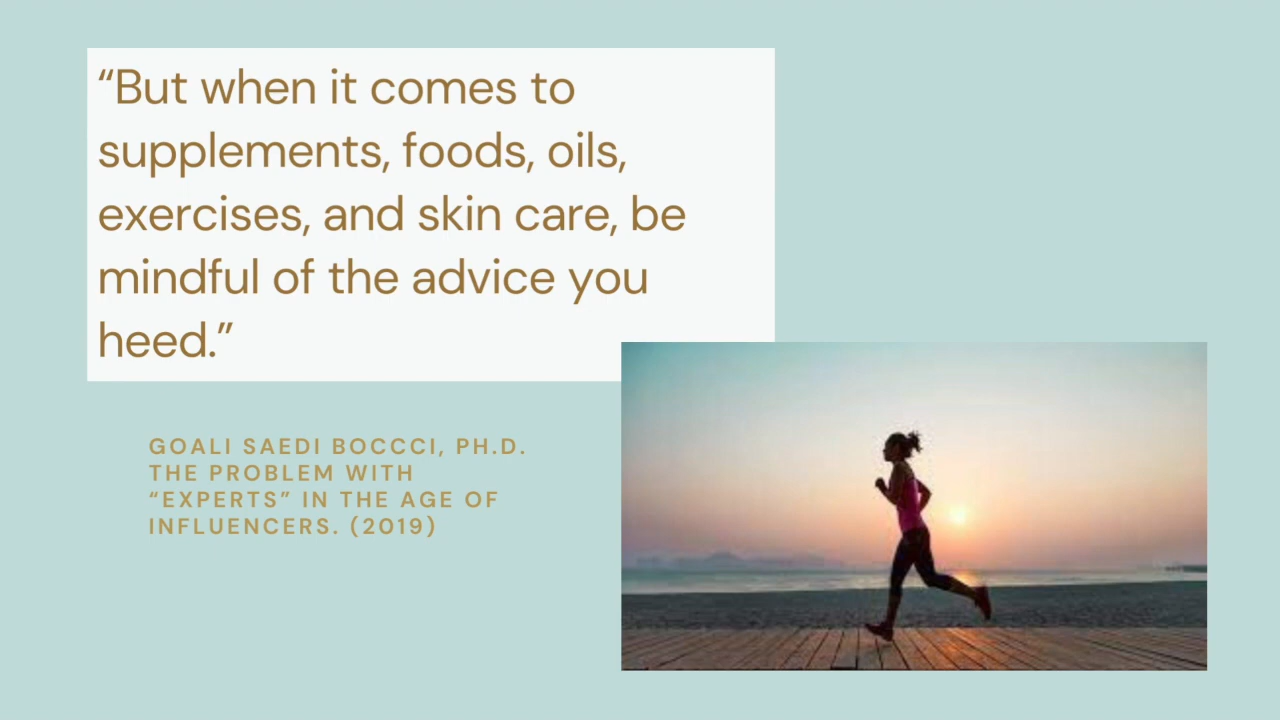 “But when it comes to
supplements, foods, oils,
exercises, and skin care, be
mindful of the advice you
heed.”
GOALI SAEDI BOCCCI, PH.D.
THE PROBLEM WITH
“EXPERTS” IN THE AGE OF
INFLUENCERS. (2019)